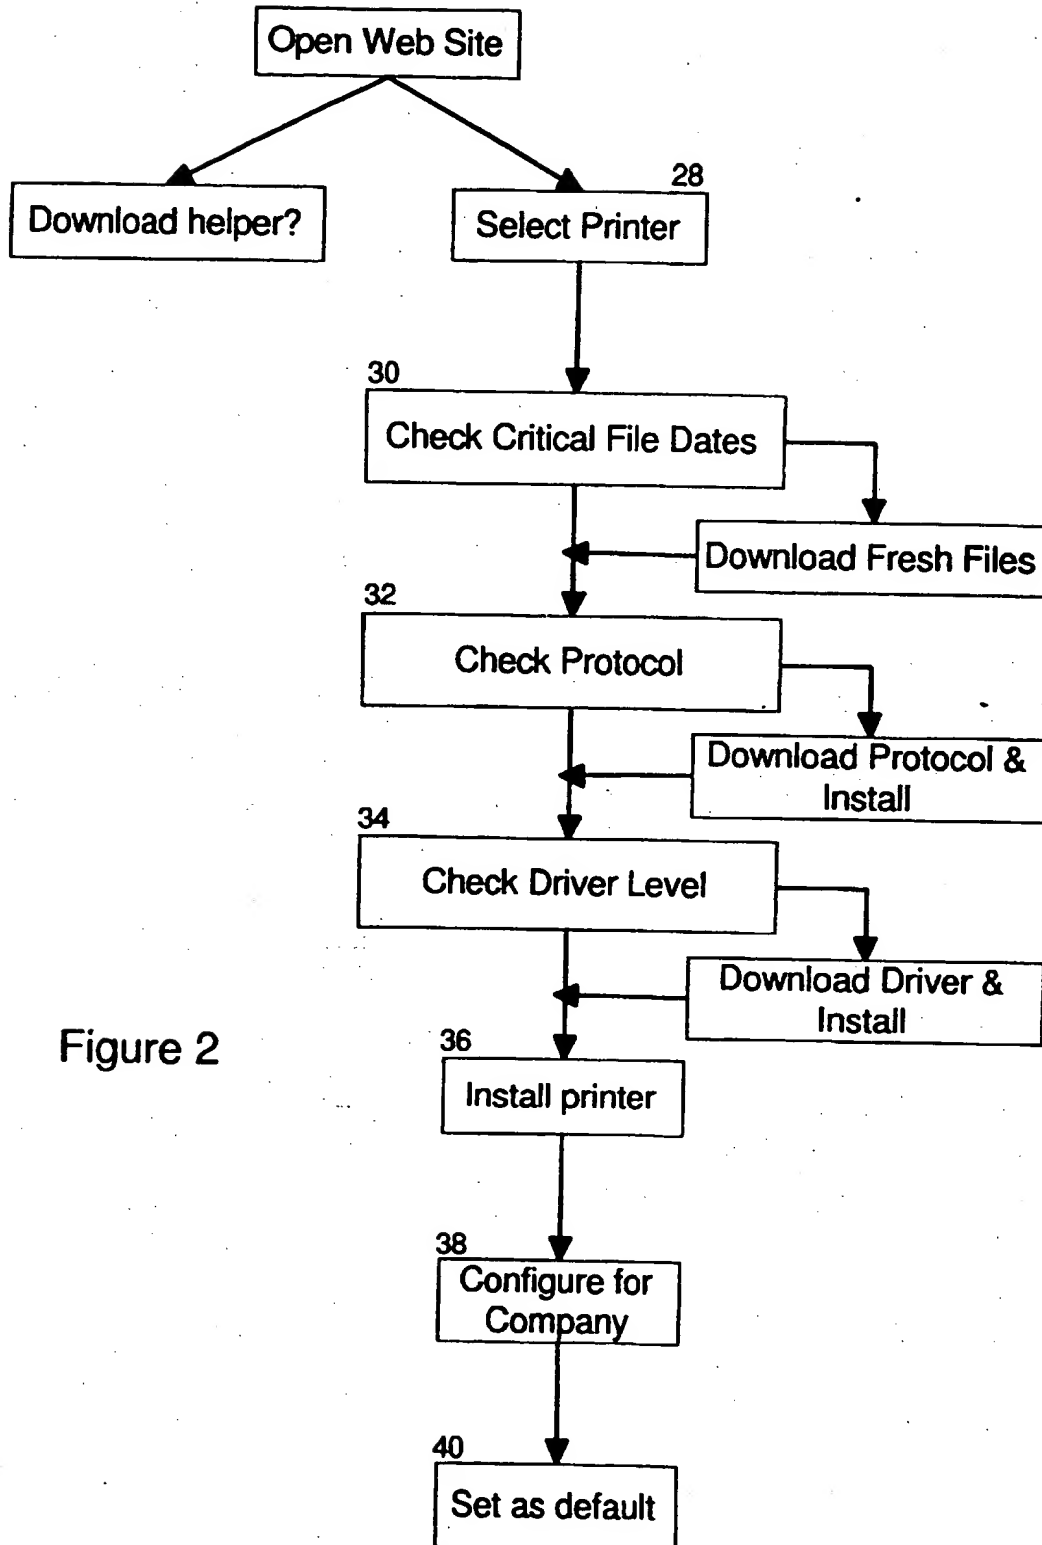 Open Web Site
Download helper?
28
Select Printer
30
Check Critical File Dates
Download Fresh Files
32
Check Protocol
Download Protocol &
Install
34
Check Driver Level
Download Driver &
Install
Figure 2
36
Install printer
38
Configure for
Company
40
Set as default